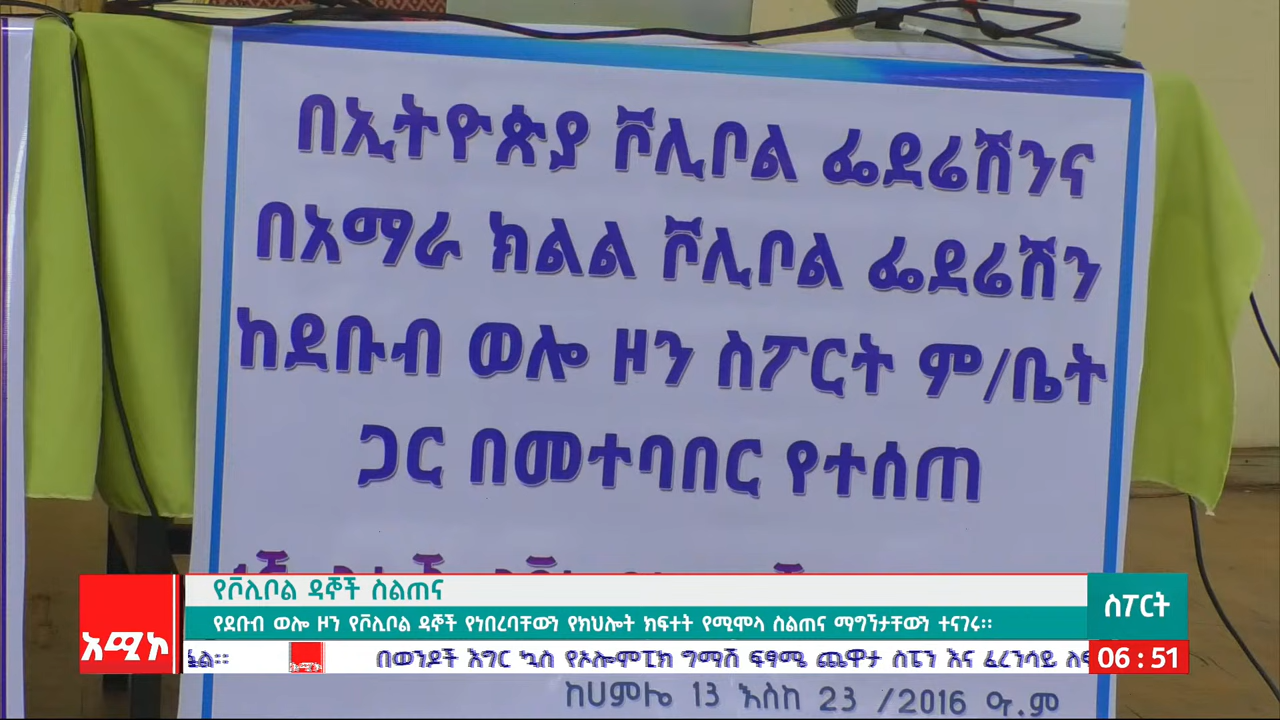 በኢትዮጵያ ቮሊቦል ፌደሬሽንና
በአማራ ክልል ቮሊቦል ፌደሬሽን
ከደቡብ ወሎ ዞን ስፖርት ም/ቤት
ጋር በመተባበር የተሰጠ
የቮሊቦል ዳኞች ስልጠና
የደቡብ ወሎ ዞን የቮሊቦል ዳኞች የነበረባቸውን የክህሎት ክፍተት የሚሞላ ስልጠና ማግኘታቸውን ተናገሩ።
ስፖርት
አሚኮ
በወንዶች እግር ኳስ የኦሎምፒክ ግማሽ ፍፃሜ ጨዋታ ስፔን እና ፈረንሳይ
06:51
ከሀምሌ 13 እስከ 23 /2016 ዓ.ም